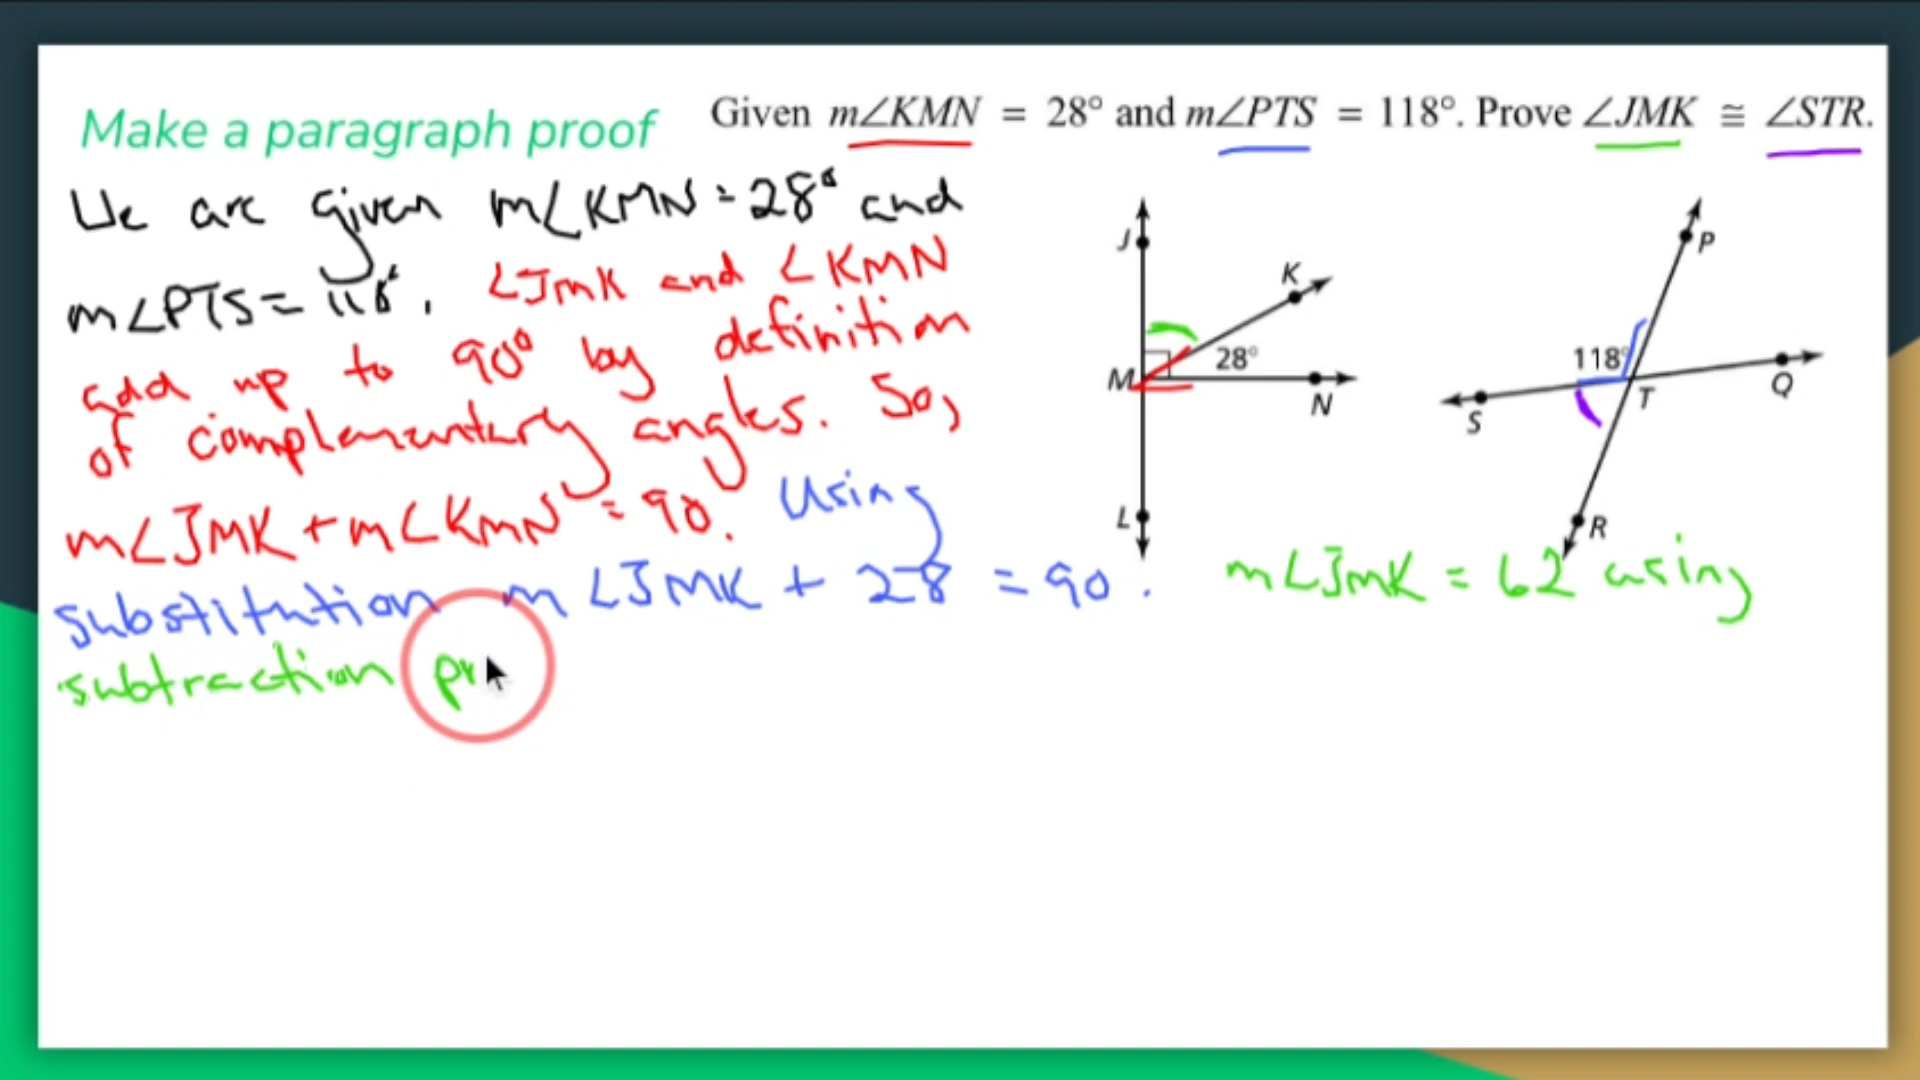 Make a paragraph proof
Given m∠KMN = 28° and m∠PTS = 118°. Prove ∠JMK ≅ ∠STR.
We are given m∠KMN = 28° and
m∠PTS = 118°. ∠JMK and ∠KMN
add up to 90° by definition
of complementary angles. So,
m∠JMK + m∠KMN = 90. Using
substitution m∠JMK + 28 = 90. m∠JMK = 62 using
subtraction pr
J
K
28°
M
N
L
P
118°
T
Q
S
R